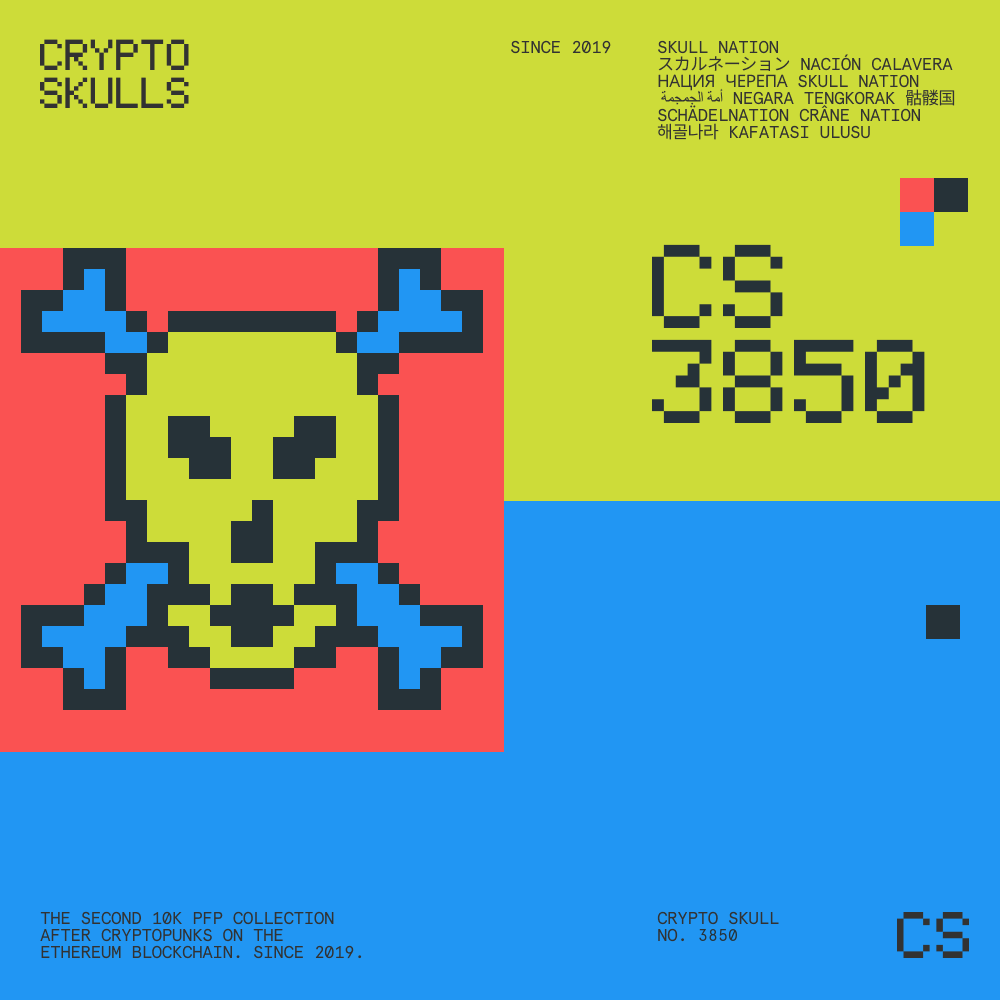 CRYPTO
SKULLS
SINCE 2019
SKULL NATION
スカルネーション NACIÓN CALAVERA
НАЦИЯ ЧЕРЕПА SKULL NATION
أمة الجمجمة NEGARA TENGKORAK 骷髅国
SCHÄDELNATION CRÂNE NATION
해골나라 KAFATASI ULUSU
CS
3850
THE SECOND 10K PFP COLLECTION
AFTER CRYPTOPUNKS ON THE
ETHEREUM BLOCKCHAIN. SINCE 2019.
CRYPTO SKULL
NO. 3850
CS